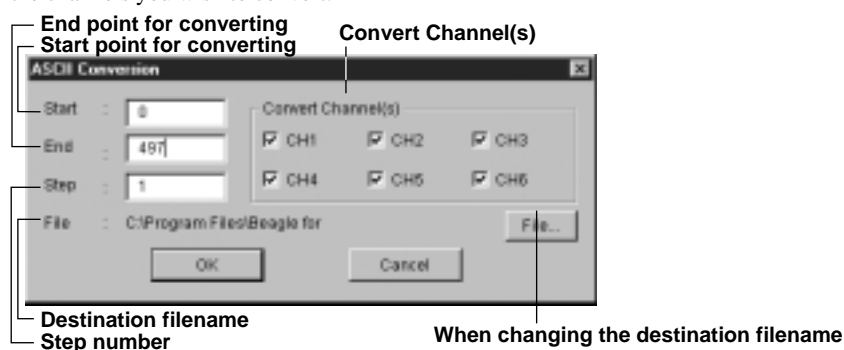 End point for converting
Start point for converting
Convert Channel(s)
ASCII Conversion
Start : 0
Convert Channel(s)
End : 497
CH1 CH2 CH3
Step : 1
CH4 CH5 CH6
File : C:\Program Files\Beagle for
File...
OK Cancel
Destination filename
Step number
When changing the destination filename